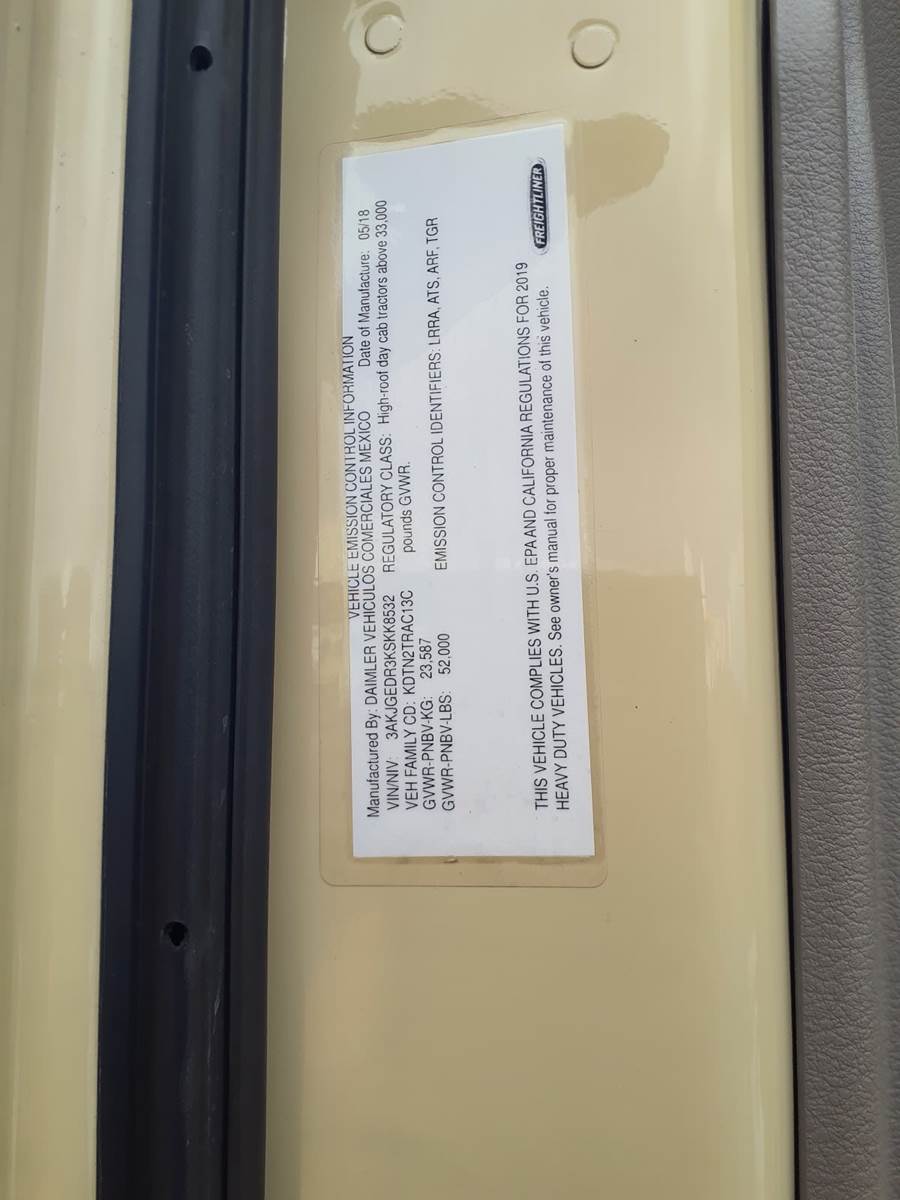 VEHICLE EMISSION CONTROL INFORMATION
Manufactured By: DAIMLER VEHICULOS COMERCIALES MEXICO Date of Manufacture: 05/18
VIN/NIV: 3AKJGEDR3KSKK8532 REGULATORY CLASS: High-roof day cab tractors above 33,000
VEH FAMILY CD: KDTN2TRAC13C pounds GVWR.
GVWR-PNBV-KG: 23,587
GVWR-PNBV-LBS: 52,000 EMISSION CONTROL IDENTIFIERS: LRRA, ATS, ARF, TGR
THIS VEHICLE COMPLIES WITH U.S. EPA AND CALIFORNIA REGULATIONS FOR 2019
HEAVY DUTY VEHICLES. See owner's manual for proper maintenance of this vehicle.
FREIGHTLINER